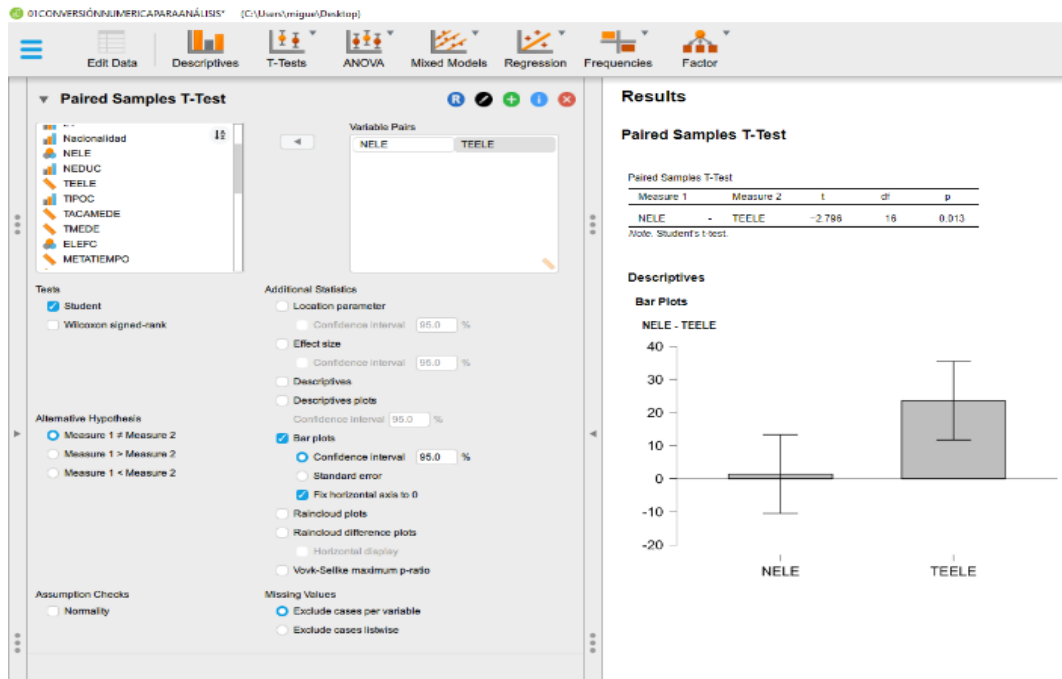 01CONVERSIÓNNUMERICAPARAANÁLISIS* (C:\Users\migue\Desktop)
Edit Data Descriptives T-Tests ANOVA Mixed Models Regression Frequencies Factor
Paired Samples T-Test
R
Nacionalidad
NELE
NEDUC
TEELE
TIPOC
TACAMEDE
TMEDE
ELEFC
METATIEMPO
Variable Pairs
NELE TEELE
Tests
Student
Wilcoxon signed-rank
Alternative Hypothesis
Measure 1 ≠ Measure 2
Measure 1 > Measure 2
Measure 1 < Measure 2
Assumption Checks
Normality
Additional Statistics
Location parameter
Confidence interval 95.0 %
Effect size
Confidence interval 95.0 %
Descriptives
Descriptives plots
Confidence interval 95.0 %
Bar plots
Confidence interval 95.0 %
Standard error
Fix horizontal axis to 0
Raincloud plots
Raincloud difference plots
Horizontal display
Vovk-Sellke maximum p-ratio
Missing Values
Exclude cases per variable
Exclude cases listwise
Results
Paired Samples T-Test
Paired Samples T-Test
Measure 1 Measure 2 t df p
NELE - TEELE -2.796 16 0.013
Note. Student's t-test.
Descriptives
Bar Plots
NELE - TEELE
40
30
20
10
0
-10
-20
NELE TEELE